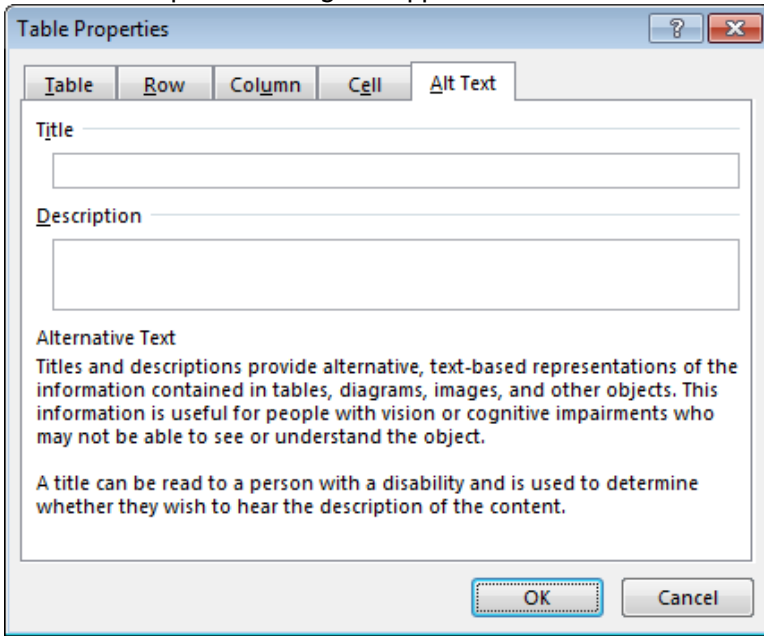 Table Properties
Table Row Column Cell Alt Text
Title
Description
Alternative Text
Titles and descriptions provide alternative, text-based representations of the
information contained in tables, diagrams, images, and other objects. This
information is useful for people with vision or cognitive impairments who
may not be able to see or understand the object.
A title can be read to a person with a disability and is used to determine
whether they wish to hear the description of the content.
OK Cancel